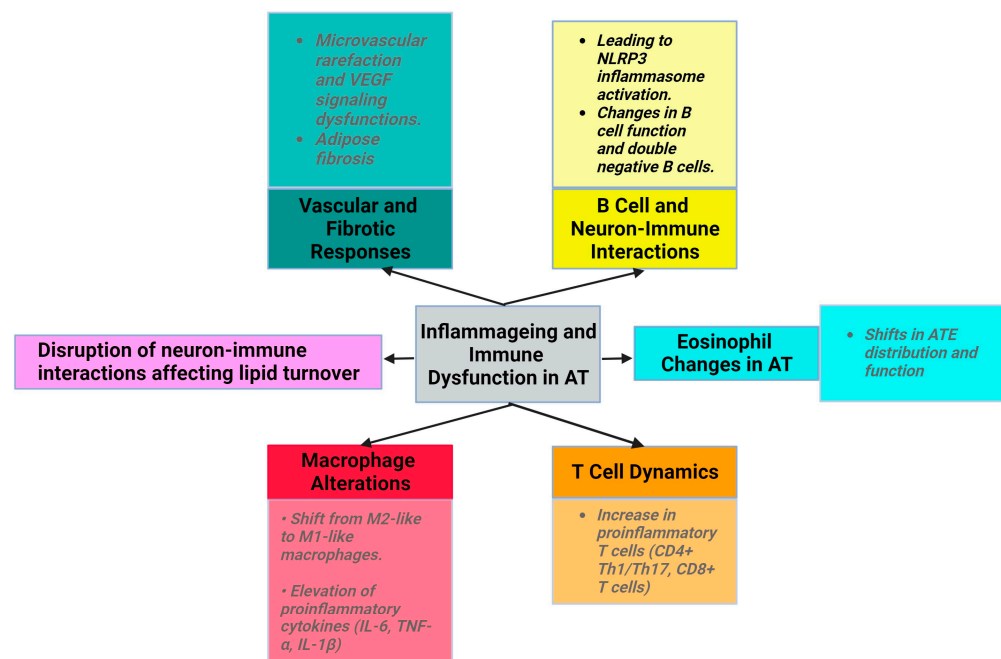 • Microvascular
rarefaction
and VEGF
signaling
dysfunctions.
• Adipose
fibrosis
Vascular and
Fibrotic
Responses
• Leading to
NLRP3
inflammasome
activation.
• Changes in B
cell function
and double
negative B cells.
B Cell and
Neuron-Immune
Interactions
Disruption of neuron-immune
interactions affecting lipid turnover
Inflammageing and
Immune
Dysfunction in AT
Eosinophil
Changes in AT
• Shifts in ATE
distribution and
function
Macrophage
Alterations
• Shift from M2-like
to M1-like
macrophages.
• Elevation of
proinflammatory
cytokines (IL-6, TNF-
α, IL-1β)
T Cell Dynamics
• Increase in
proinflammatory
T cells (CD4+
Th1/Th17, CD8+
T cells)